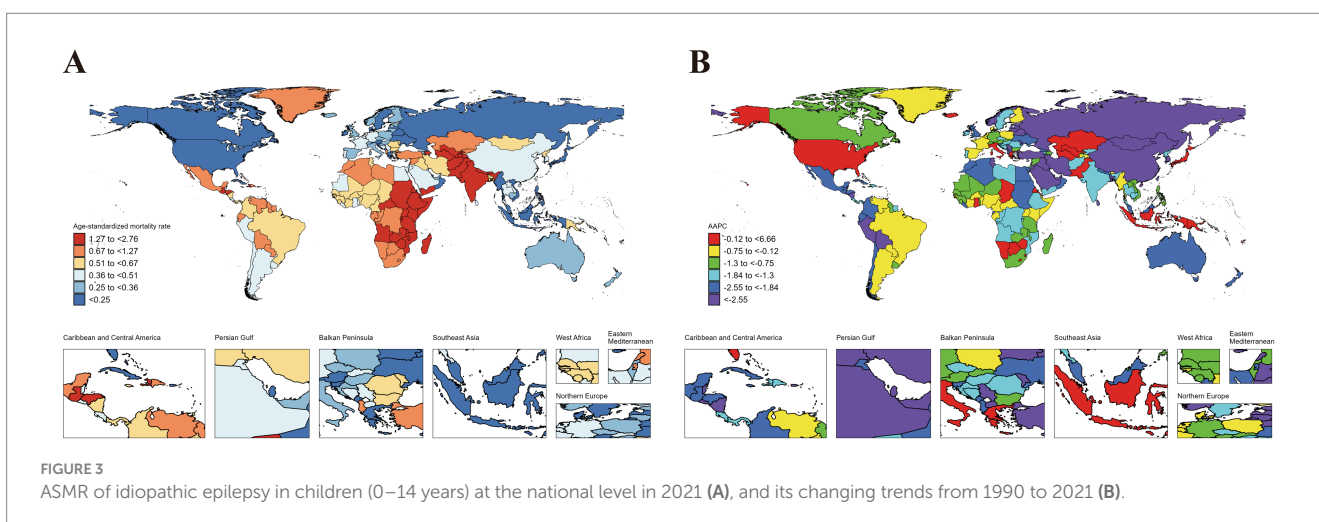 A
B
Age-standardized mortality rate
1.27 to <2.76
0.67 to <1.27
0.51 to <0.67
0.36 to <0.51
0.25 to <0.36
<0.25
AAPC
-0.12 to <6.66
-0.75 to <-0.12
-1.3 to <-0.75
-1.84 to <-1.3
-2.55 to <-1.84
<-2.55
Caribbean and Central America
Persian Gulf
Balkan Peninsula
Southeast Asia
West Africa
Eastern
Mediterranean
Northern Europe
Caribbean and Central America
Persian Gulf
Balkan Peninsula
Southeast Asia
West Africa
Eastern
Mediterranean
Northern Europe
FIGURE 3
ASMR of idiopathic epilepsy in children (0–14 years) at the national level in 2021 (A), and its changing trends from 1990 to 2021 (B).